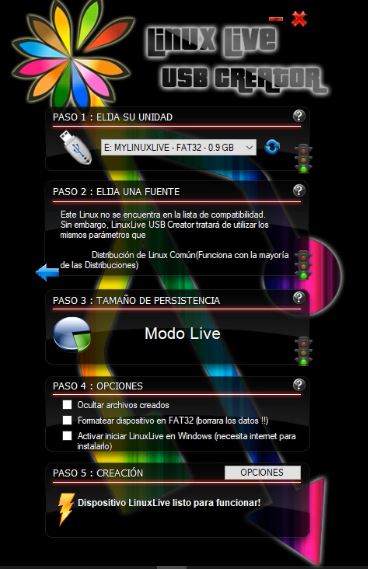 Linux Live
USB Creator
PASO 1 : ELIJA SU UNIDAD
?
E: MYLINUXLIVE - FAT32 - 0.9 GB
PASO 2 : ELIJA UNA FUENTE
?
Este Linux no se encuentra en la lista de compatibilidad.
Sin embargo, LinuxLive USB Creator tratará de utilizar los
mismos parámetros que
Distribución de Linux Común(Funciona con la mayoría
de las Distribuciones)
PASO 3 : TAMAÑO DE PERSISTENCIA
?
Modo Live
PASO 4 : OPCIONES
?
Ocultar archivos creados
Formatear dispositivo en FAT32 (borrara los datos !!)
Activar iniciar LinuxLive en Windows (necesita internet para
instalarlo)
PASO 5 : CREACIÓN
OPCIONES
Dispositivo LinuxLive listo para funcionar!